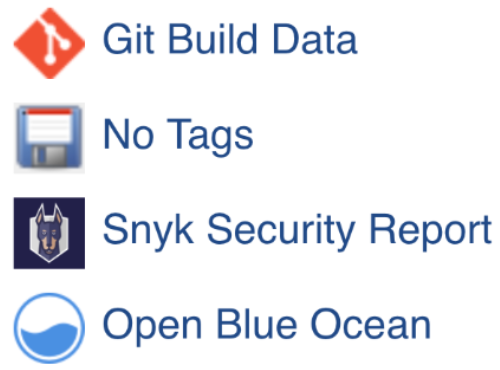 Git Build Data
No Tags
Snyk Security Report
Open Blue Ocean